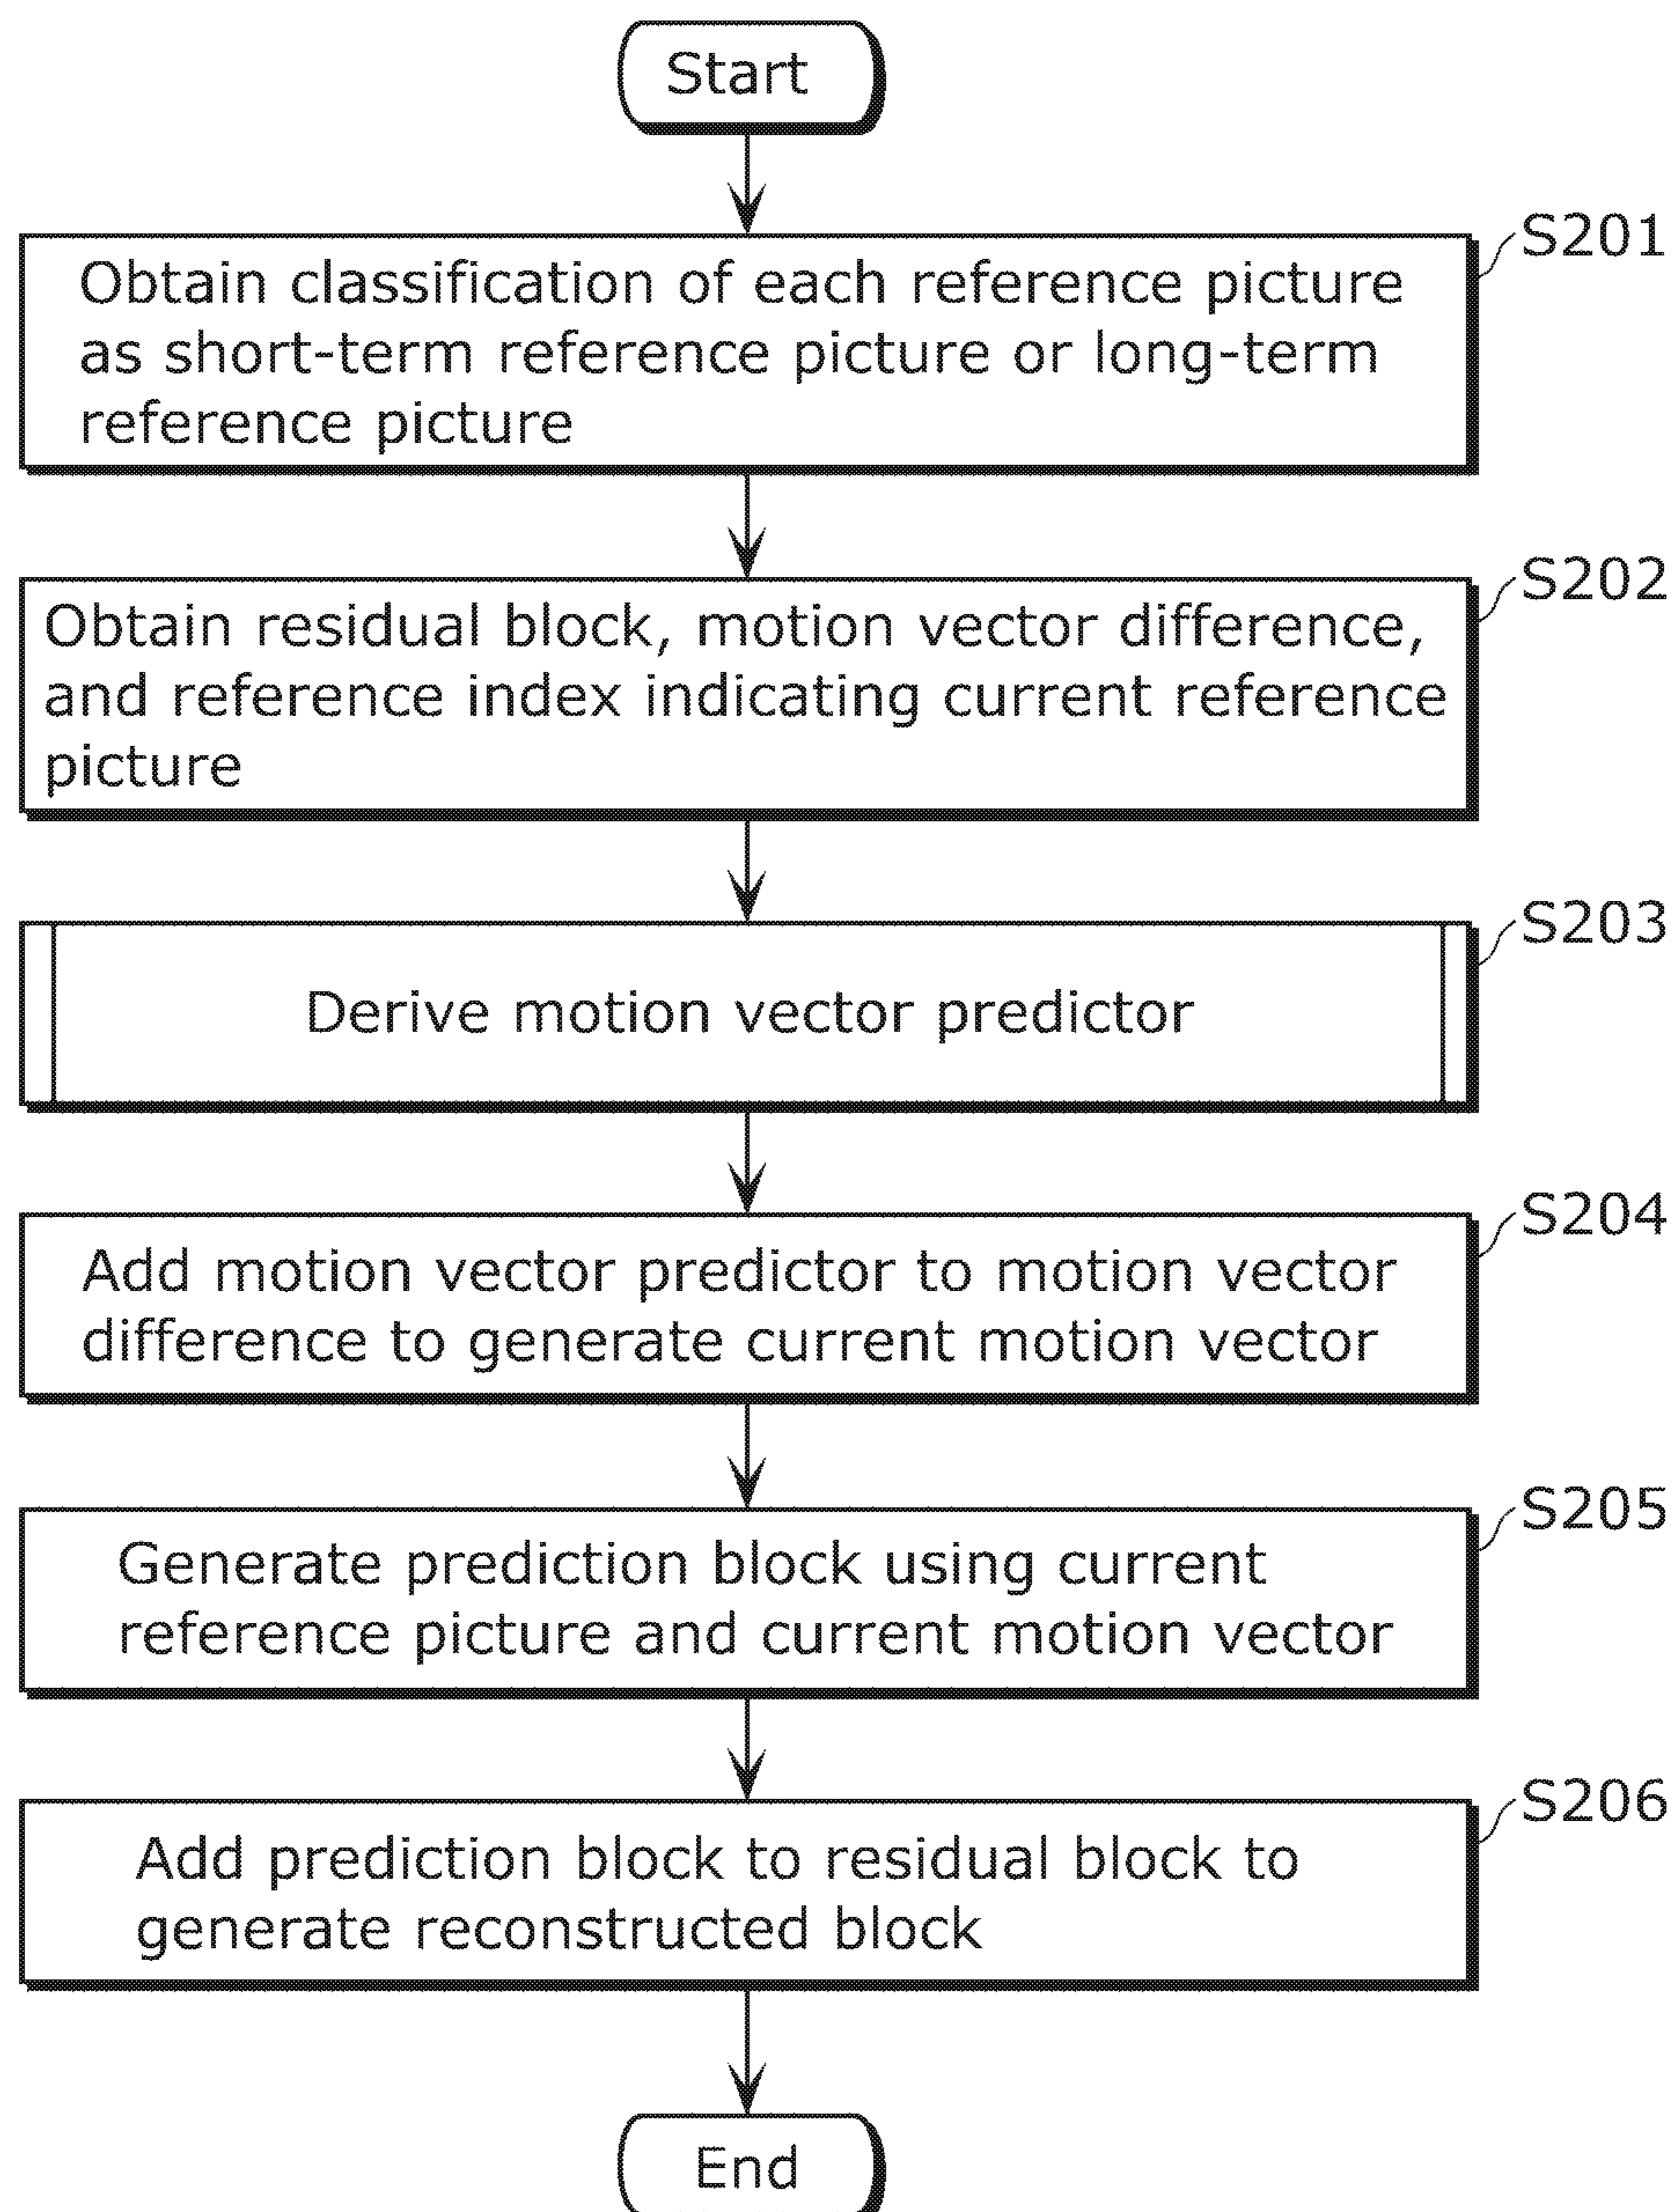 Start
S201
Obtain classification of each reference picture
as short-term reference picture or long-term
reference picture
S202
Obtain residual block, motion vector difference,
and reference index indicating current reference
picture
S203
Derive motion vector predictor
S204
Add motion vector predictor to motion vector
difference to generate current motion vector
S205
Generate prediction block using current
reference picture and current motion vector
S206
Add prediction block to residual block to
generate reconstructed block
End